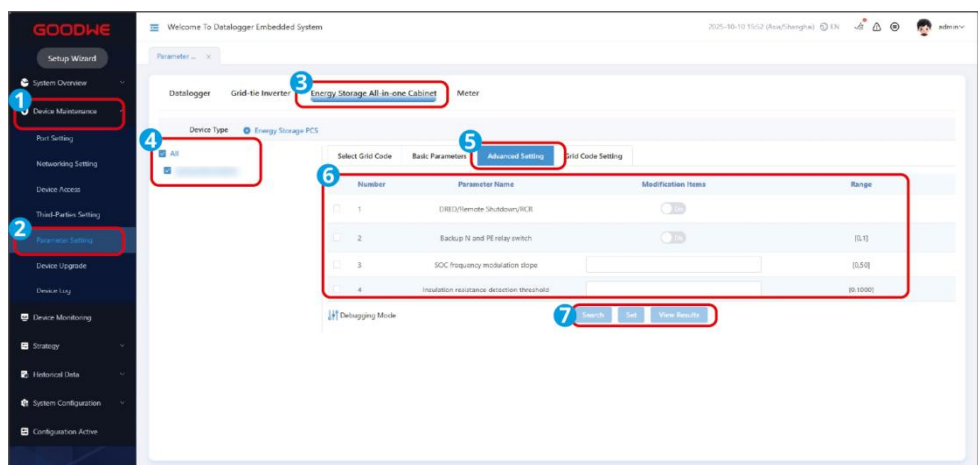 GOODWE
Welcome To Datalogger Embedded System
2025-10-10 15:52 (Asia/Shanghai) EN
admin
Setup Wizard
Parameter ... ×
System Overview
3
Datalogger Grid-tie Inverter Energy Storage All-in-one Cabinet Meter
1
Device Maintenance
Device Type Energy Storage PCS
Port Setting
4
All
5
Select Grid Code Basic Parameters Advanced Setting Grid Code Setting
Networking Setting
6
Number Parameter Name Modification Items Range
Device Access
1 DRED/Remote Shutdown/RCR
Third-Parties Setting
2
Parameter Setting
2 Backup N and PE relay switch [0,1]
Device Upgrade
3 SOC frequency modulation slope [0,50]
Device Log
4 Insulation resistance detection threshold [0,1000]
Device Monitoring
Debugging Mode
7
Search Set View Results
Strategy
Historical Data
System Configuration
Configuration Active